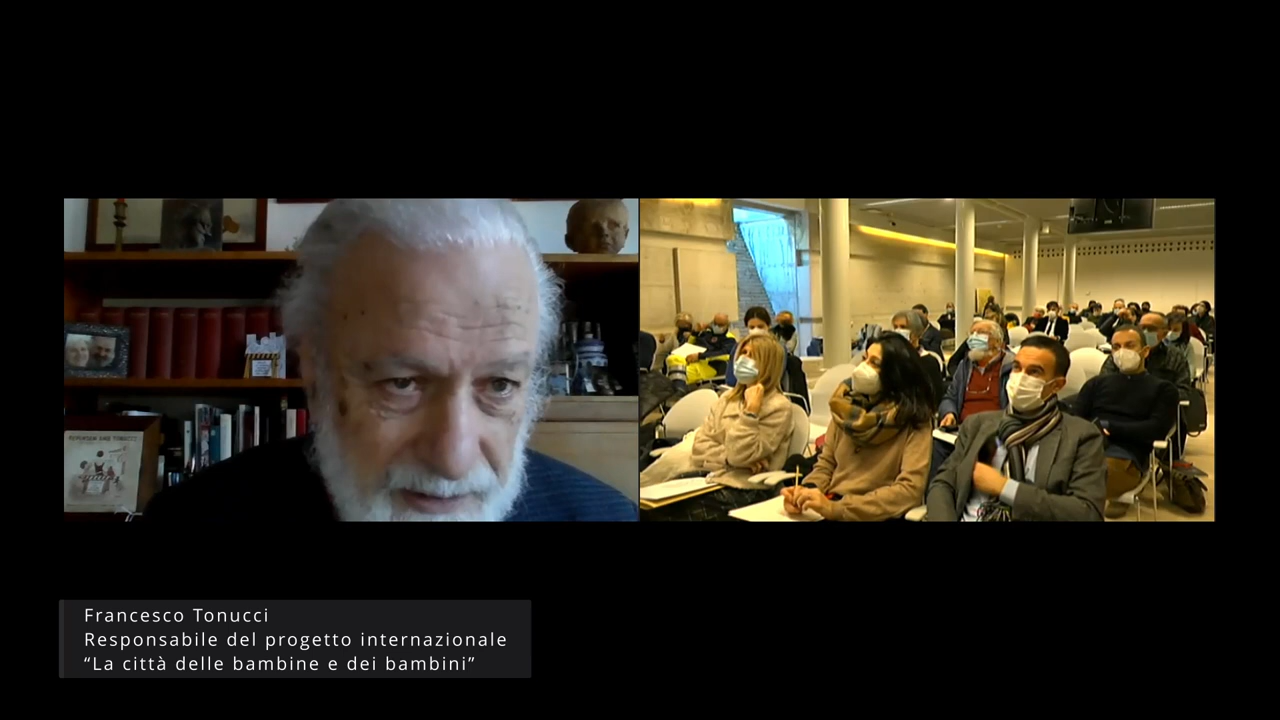 Francesco Tonucci
Responsabile del progetto internazionale
“La città delle bambine e dei bambini”